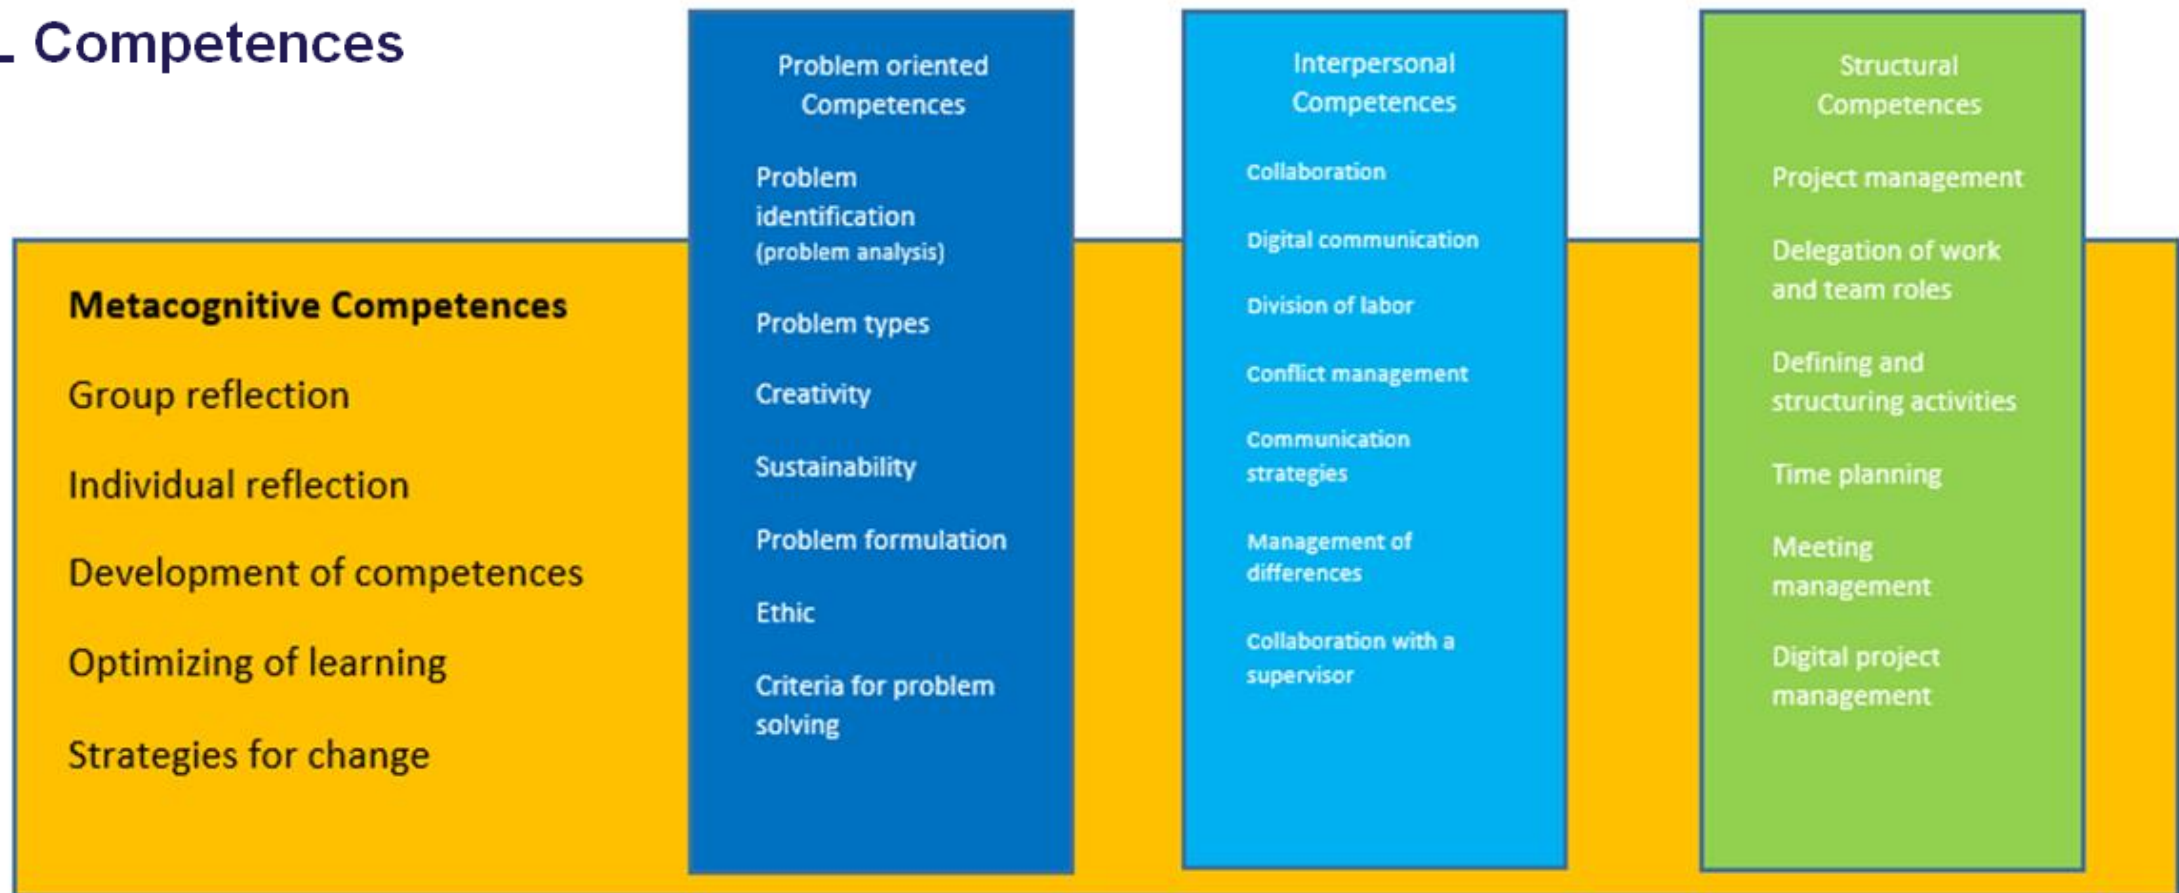 Competences
Metacognitive Competences
Group reflection
Individual reflection
Development of competences
Optimizing of learning
Strategies for change
Problem oriented
Competences
Problem
identification
(problem analysis)
Problem types
Creativity
Sustainability
Problem formulation
Ethic
Criteria for problem
solving
Interpersonal
Competences
Collaboration
Digital communication
Division of labor
Conflict management
Communication
strategies
Management of
differences
Collaboration with a
supervisor
Structural
Competences
Project management
Delegation of work
and team roles
Defining and
structuring activities
Time planning
Meeting
management
Digital project
management